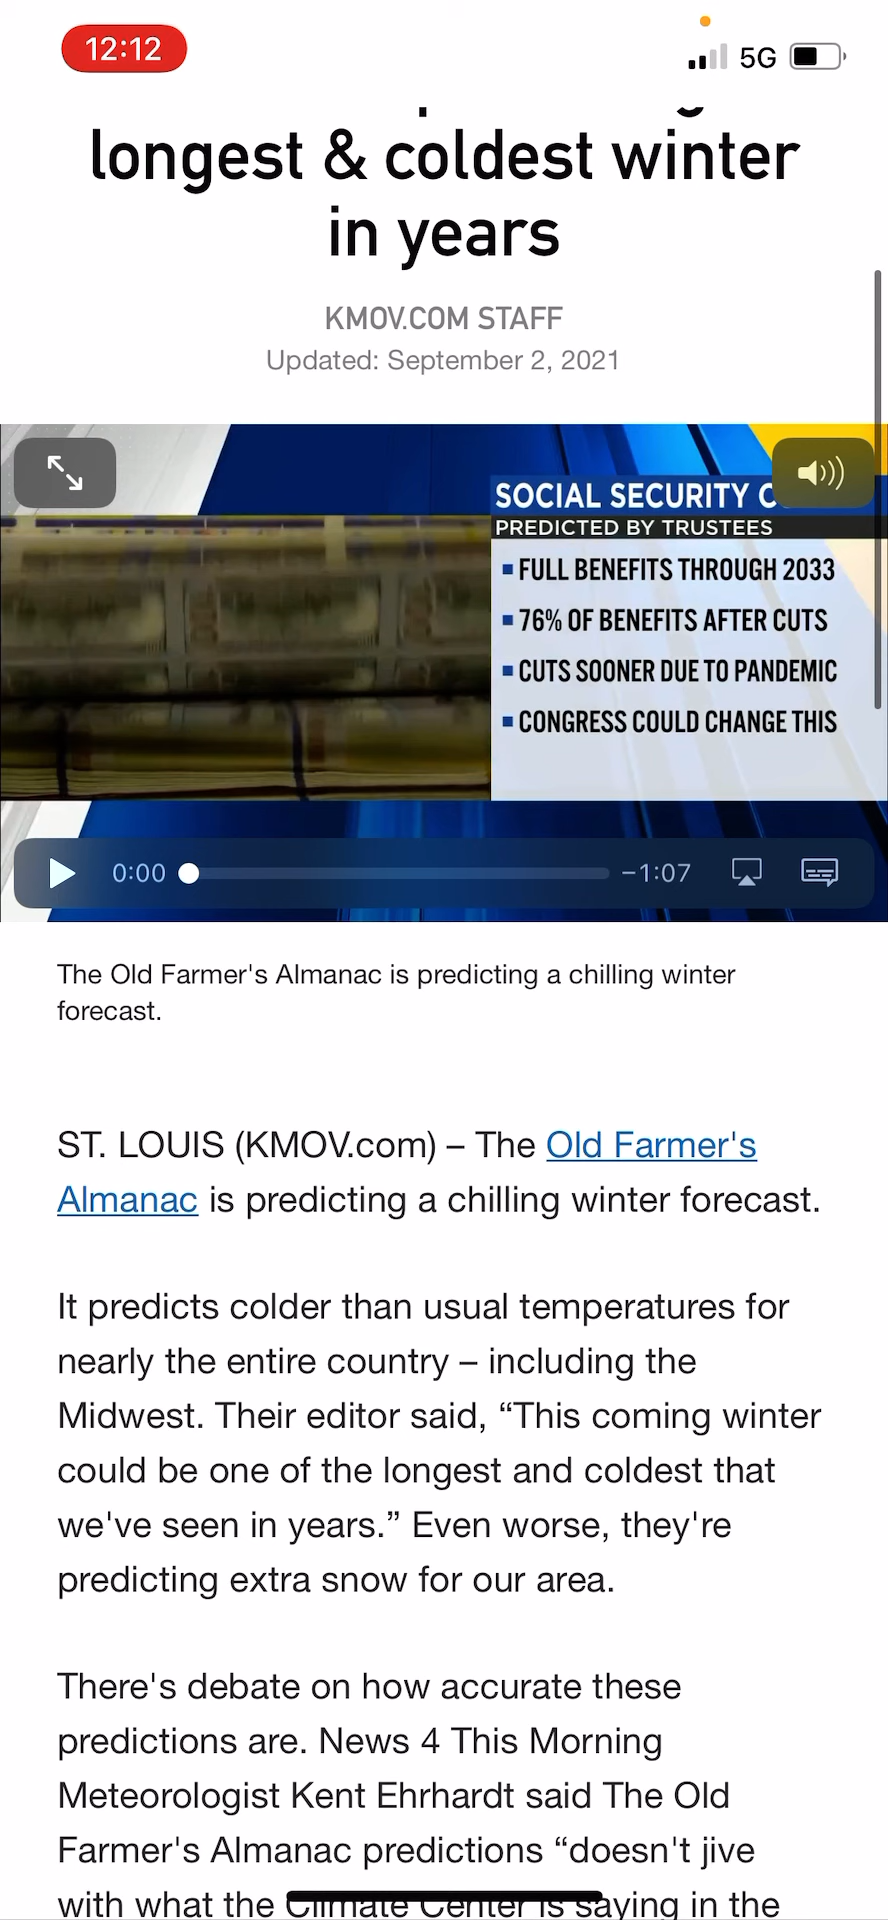 12:12
5G
longest & coldest winter
in years
KMOV.COM STAFF
Updated: September 2, 2021
SOCIAL SECURITY
PREDICTED BY TRUSTEES
▪ FULL BENEFITS THROUGH 2033
▪ 76% OF BENEFITS AFTER CUTS
▪ CUTS SOONER DUE TO PANDEMIC
▪ CONGRESS COULD CHANGE THIS
0:00
−1:07
The Old Farmer's Almanac is predicting a chilling winter
forecast.
ST. LOUIS (KMOV.com) – The Old Farmer's
Almanac is predicting a chilling winter forecast.
It predicts colder than usual temperatures for
nearly the entire country – including the
Midwest. Their editor said, “This coming winter
could be one of the longest and coldest that
we've seen in years.” Even worse, they're
predicting extra snow for our area.
There's debate on how accurate these
predictions are. News 4 This Morning
Meteorologist Kent Ehrhardt said The Old
Farmer's Almanac predictions “doesn't jive
with what the Climate Center is saying in the